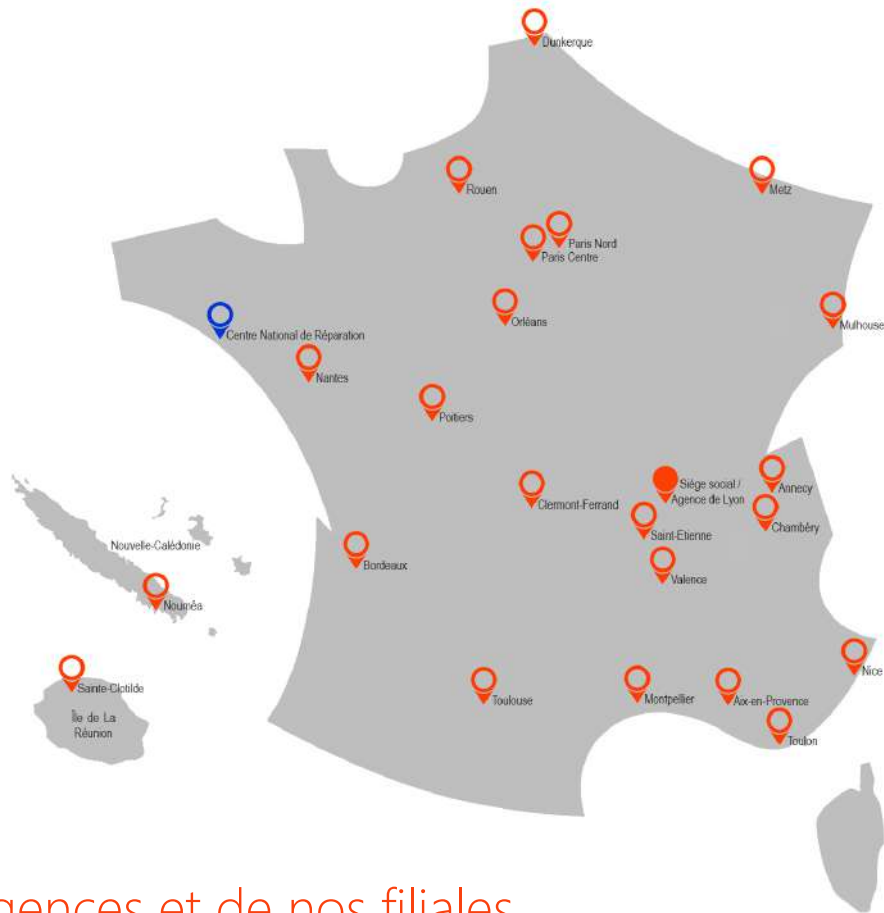 Dunkerque
Rouen
Metz
Paris Nord
Paris Centre
Orléans
Mulhouse
Centre National de Réparation
Nantes
Poitiers
Siége social /
Agence de Lyon
Annecy
Clermont-Ferrand
Chambéry
Saint-Etienne
Nouvelle-Calédonie
Bordeaux
Valence
Nouméa
Nice
Sainte-Clotilde
Toulouse
Montpellier
Aix-en-Provence
Île de La
Réunion
Toulon
gences et de nos filiales